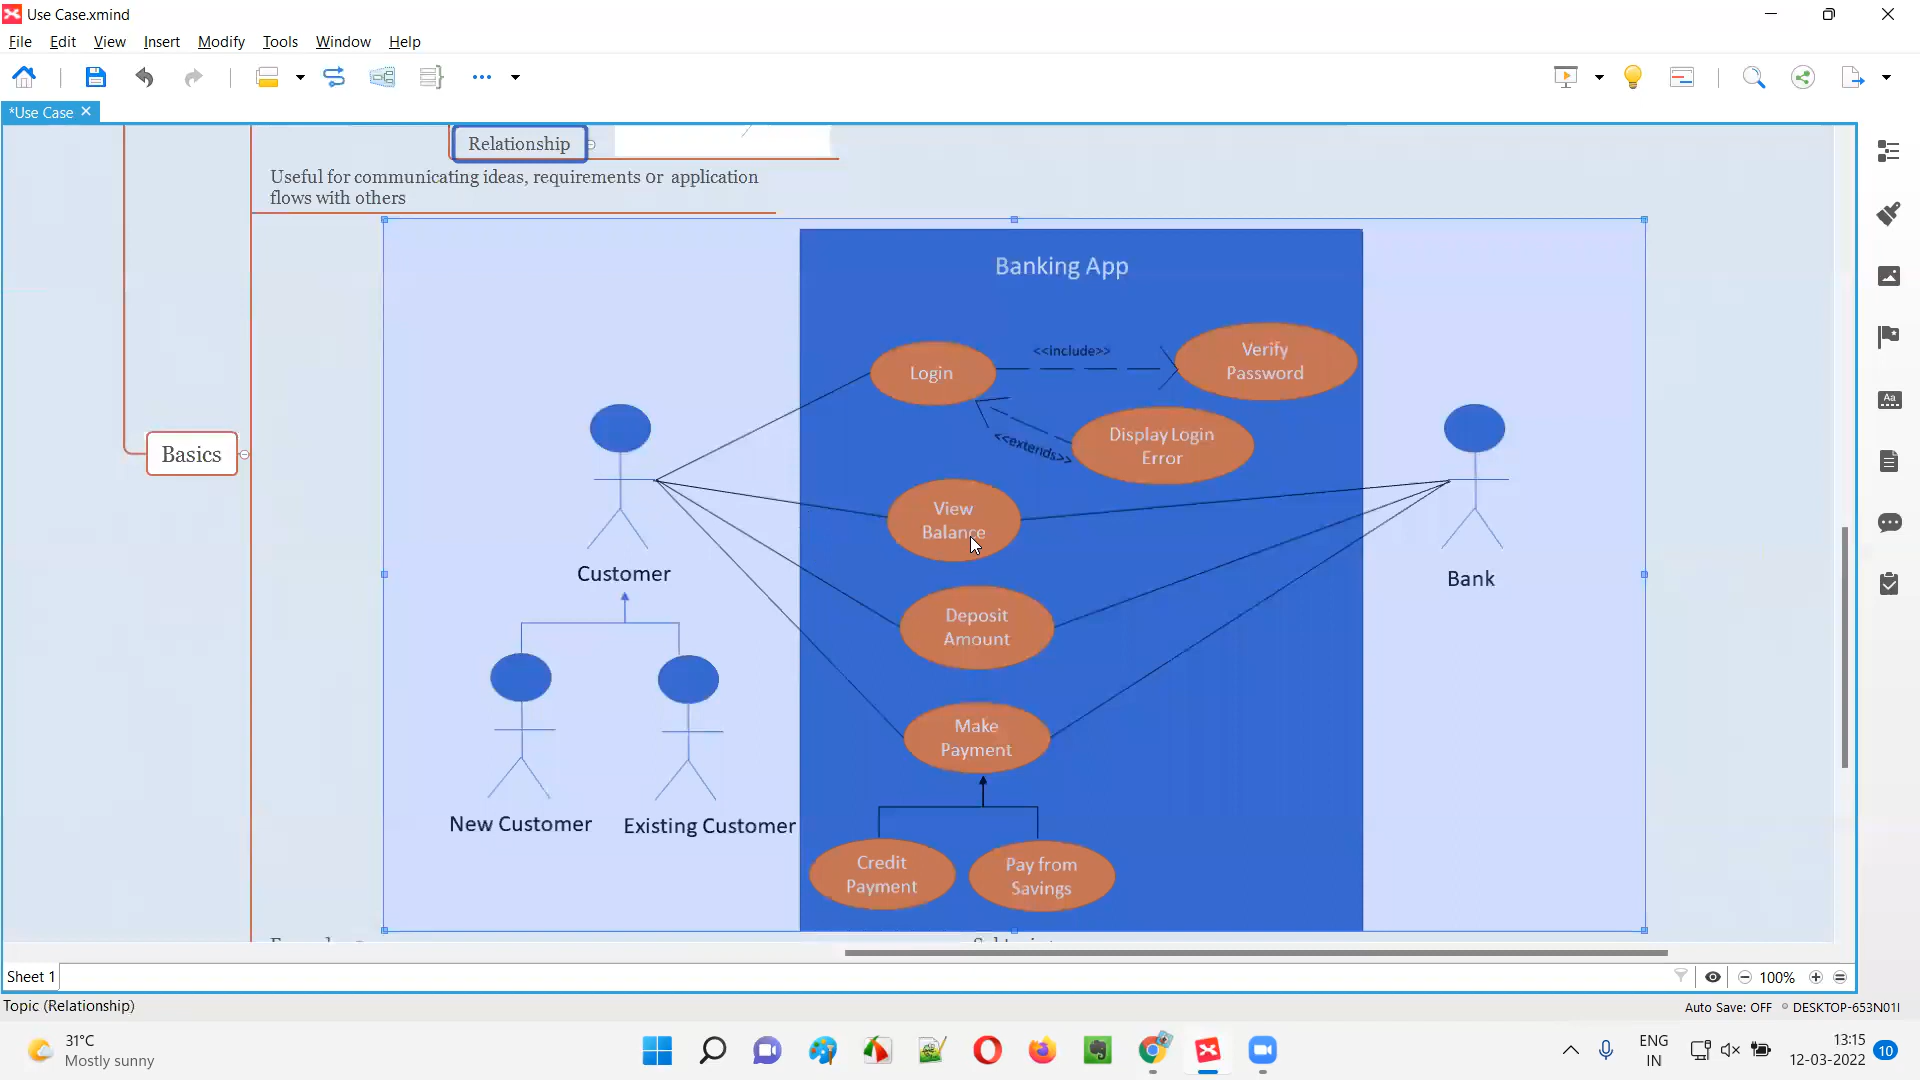 Use Case.xmind
File Edit View Insert Modify Tools Window Help
*Use Case
Relationship
Useful for communicating ideas, requirements or application
flows with others
Banking App
Login
<<include>>
Verify
Password
Display Login
Error
<<extends>>
View
Balance
Basics
Customer
Bank
Deposit
Amount
Make
Payment
New Customer
Existing Customer
Credit
Payment
Pay from
Savings
Aa
Sheet 1
100%
Topic (Relationship)
Auto Save: OFF
DESKTOP-653N01I
31°C
Mostly sunny
ENG
IN
13:15
12-03-2022
10